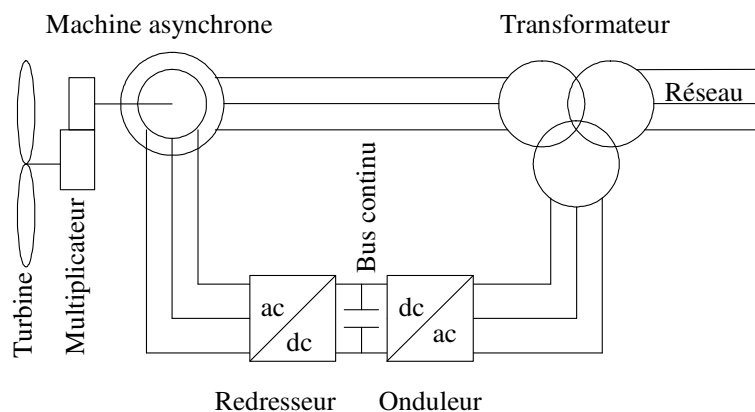 Machine asynchrone
Transformateur
Réseau
Turbine
Multiplicateur
Bus continu
ac
dc
dc
ac
Redresseur
Onduleur